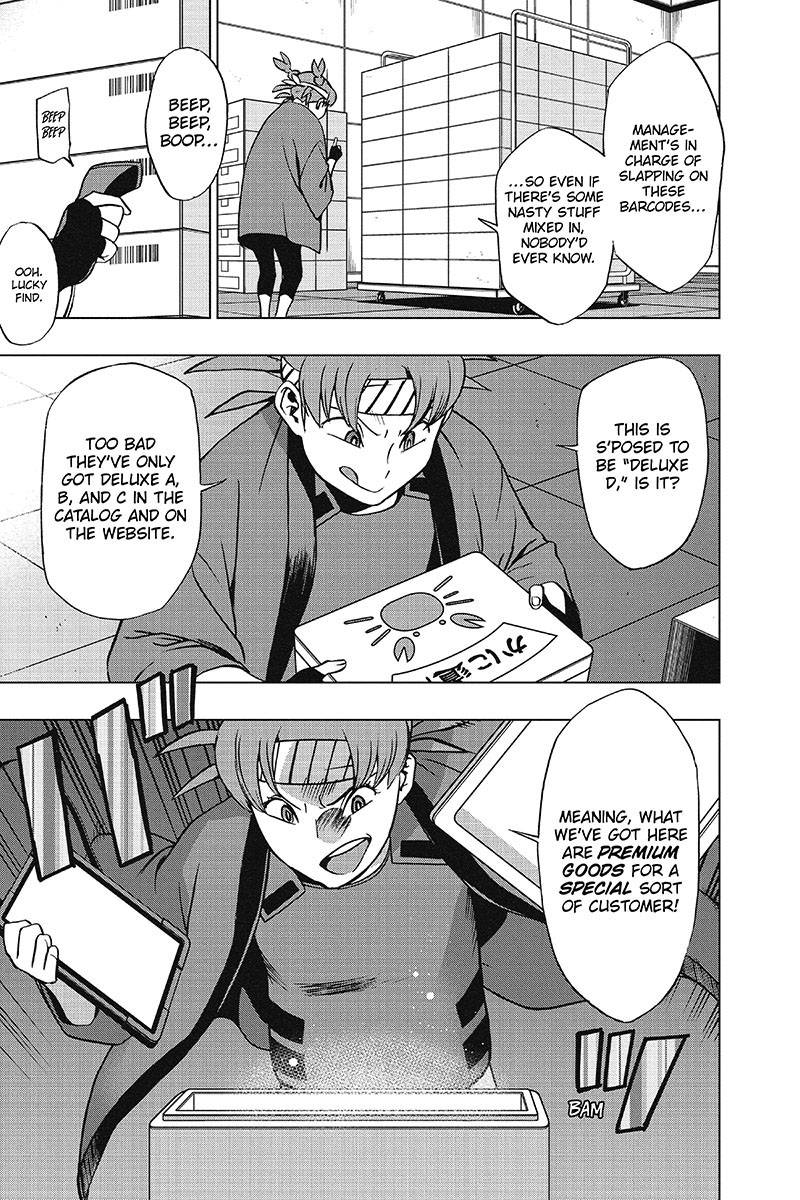 MANAGE-
MENT'S IN
CHARGE OF
SLAPPING ON
THESE
BARCODES...
...SO EVEN IF
THERE'S SOME
NASTY STUFF
MIXED IN,
NOBODY'D
EVER KNOW.
BEEP,
BEEP,
BOOP...
BEEP
BEEP
OOH.
LUCKY
FIND.
THIS IS
S'POSED TO
BE "DELUXE
D," IS IT?
TOO BAD
THEY'VE ONLY
GOT DELUXE A,
B, AND C IN THE
CATALOG AND ON
THE WEBSITE.
かに道
MEANING, WHAT
WE'VE GOT HERE
ARE PREMIUM
GOODS FOR A
SPECIAL SORT
OF CUSTOMER!
BAM